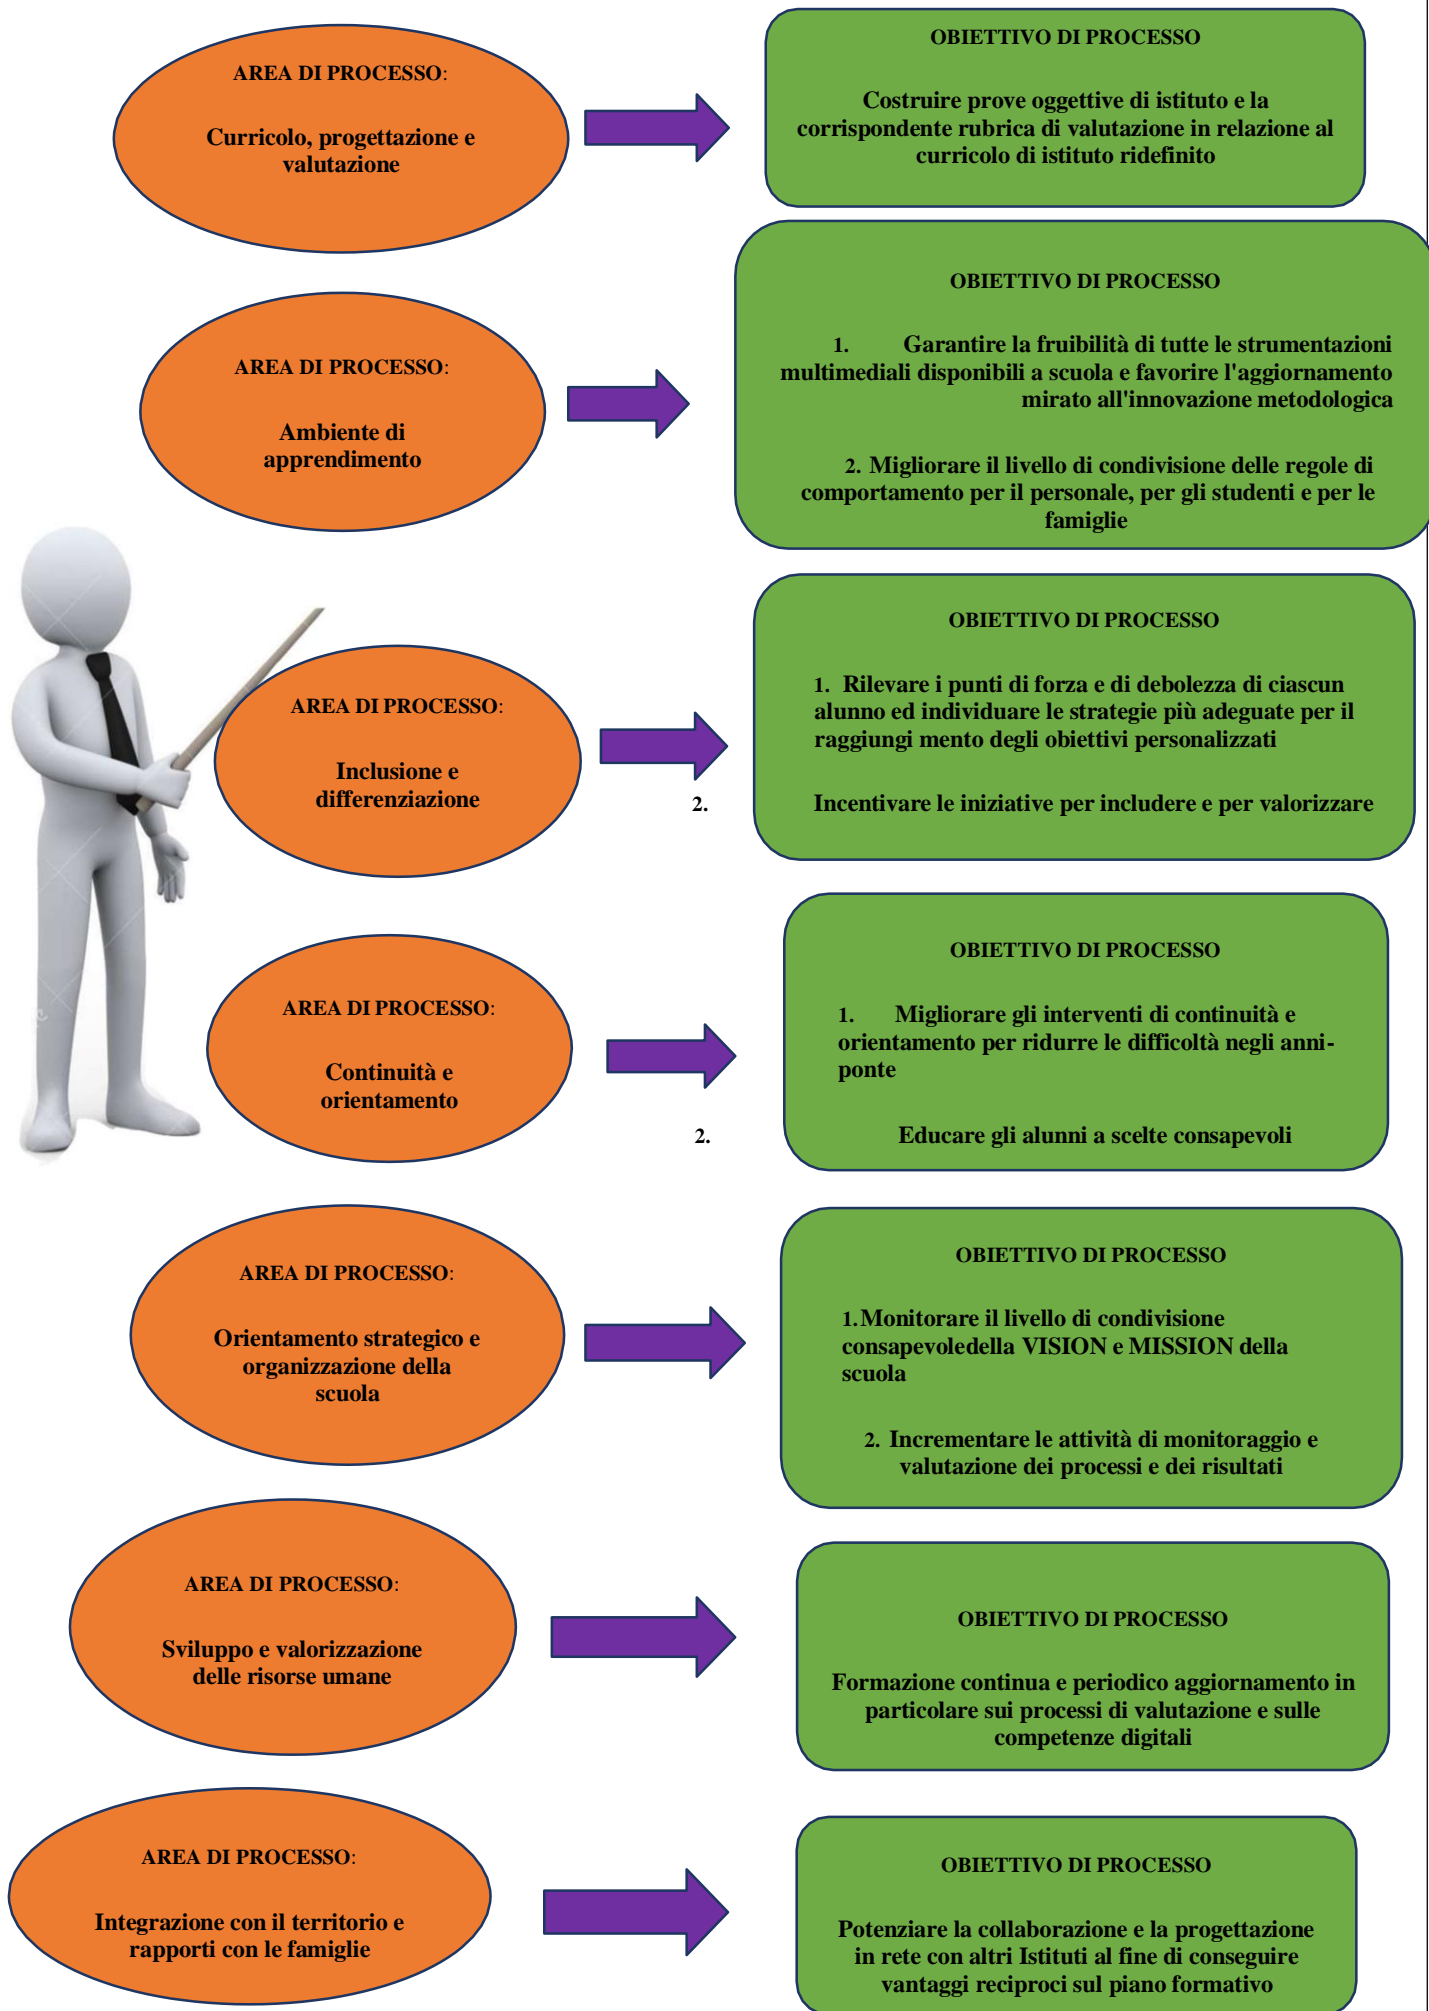 AREA DI PROCESSO:
Curricolo, progettazione e
valutazione
OBIETTIVO DI PROCESSO
Costruire prove oggettive di istituto e la
corrispondente rubrica di valutazione in relazione al
curricolo di istituto ridefinito
AREA DI PROCESSO:
Ambiente di
apprendimento
OBIETTIVO DI PROCESSO
1. Garantire la fruibilità di tutte le strumentazioni
multimediali disponibili a scuola e favorire l'aggiornamento
mirato all'innovazione metodologica
2. Migliorare il livello di condivisione delle regole di
comportamento per il personale, per gli studenti e per le
famiglie
AREA DI PROCESSO:
Inclusione e
differenziazione
OBIETTIVO DI PROCESSO
1. Rilevare i punti di forza e di debolezza di ciascun
alunno ed individuare le strategie più adeguate per il
raggiungi mento degli obiettivi personalizzati
2. Incentivare le iniziative per includere e per valorizzare
AREA DI PROCESSO:
Continuità e
orientamento
OBIETTIVO DI PROCESSO
1. Migliorare gli interventi di continuità e
orientamento per ridurre le difficoltà negli anni-
ponte
2. Educare gli alunni a scelte consapevoli
AREA DI PROCESSO:
Orientamento strategico e
organizzazione della
scuola
OBIETTIVO DI PROCESSO
1.Monitorare il livello di condivisione
consapevoledella VISION e MISSION della
scuola
2. Incrementare le attività di monitoraggio e
valutazione dei processi e dei risultati
AREA DI PROCESSO:
Sviluppo e valorizzazione
delle risorse umane
OBIETTIVO DI PROCESSO
Formazione continua e periodico aggiornamento in
particolare sui processi di valutazione e sulle
competenze digitali
AREA DI PROCESSO:
Integrazione con il territorio e
rapporti con le famiglie
OBIETTIVO DI PROCESSO
Potenziare la collaborazione e la progettazione
in rete con altri Istituti al fine di conseguire
vantaggi reciproci sul piano formativo